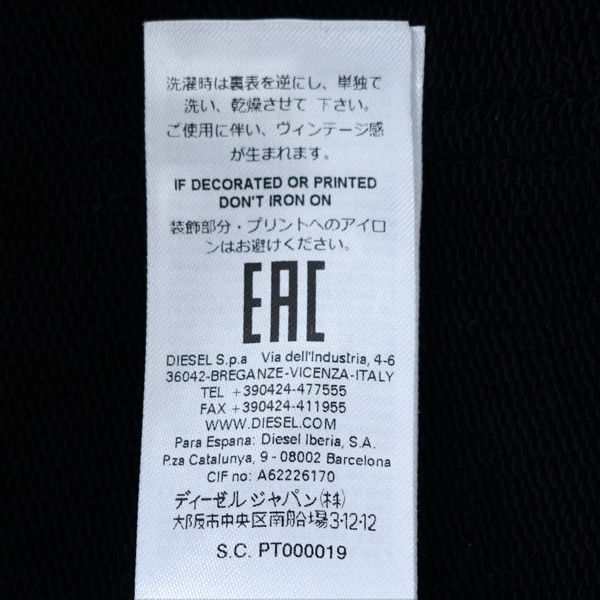 洗濯時は裏表を逆にし、単独で
洗い、乾燥させて 下さい。
ご使用に伴い、ヴィンテージ感
が生まれます。
IF DECORATED OR PRINTED
DON'T IRON ON
装飾部分・プリントへのアイロ
ンはお避けください。
EAC
DIESEL S.p.a Via dell'Industria, 4-6
36042-BREGANZE-VICENZA-ITALY
TEL +390424-477555
FAX +390424-411955
WWW.DIESEL.COM
Para Espana: Diesel Iberia, S.A.
P.za Catalunya, 9 - 08002 Barcelona
CIF no: A62226170
ディーゼル ジャパン(株)
大阪市中央区南船場3-12-12
S.C. PT000019